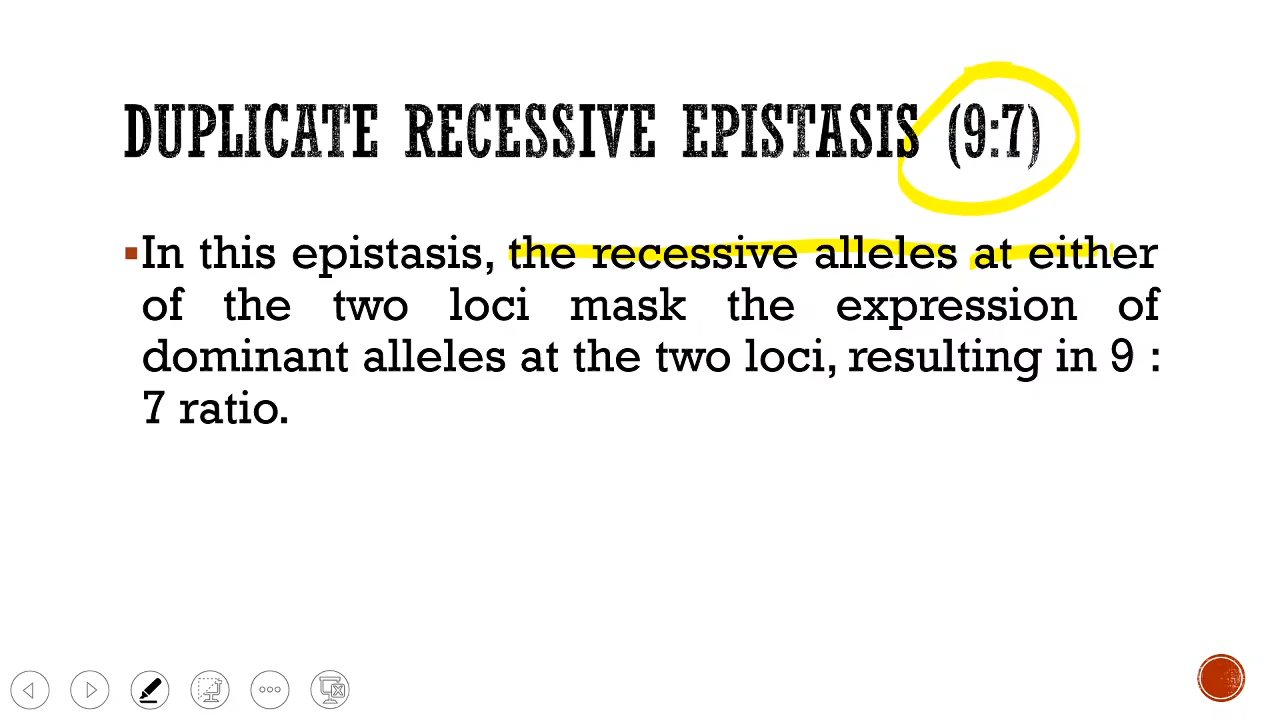 DUPLICATE RECESSIVE EPISTASIS (9:7)
▪In this epistasis, the recessive alleles at either
of the two loci mask the expression of
dominant alleles at the two loci, resulting in 9 :
7 ratio.